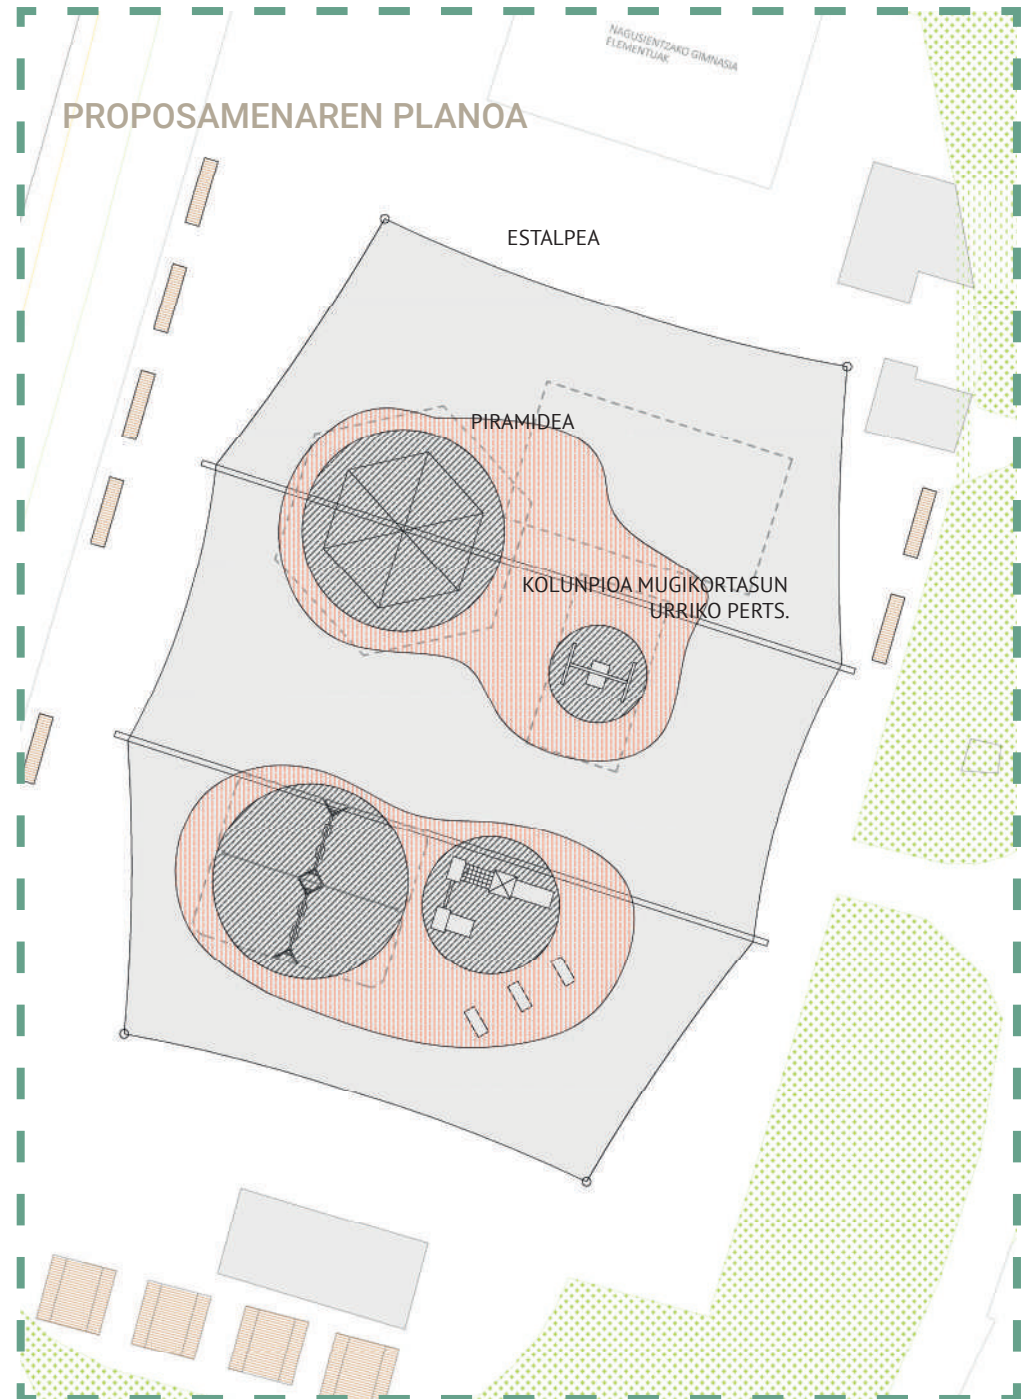 NAGUSIENTZAKO GIMNASIA
ELEMENTUAK
PROPOSAMENAREN PLANOA
ESTALPEA
PIRAMIDEA
KOLUNPIOA MUGIKORTASUN
URRIKO PERTS.